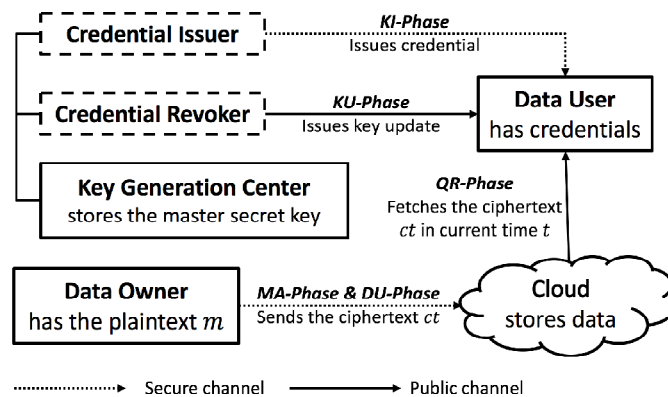 Credential Issuer
KI-Phase
Issues credential
Credential Revoker
KU-Phase
Issues key update
Data User
has credentials
Key Generation Center
stores the master secret key
QR-Phase
Fetches the ciphertext
ct in current time t
Data Owner
has the plaintext m
MA-Phase & DU-Phase
Sends the ciphertext ct
Cloud
stores data
Secure channel
Public channel